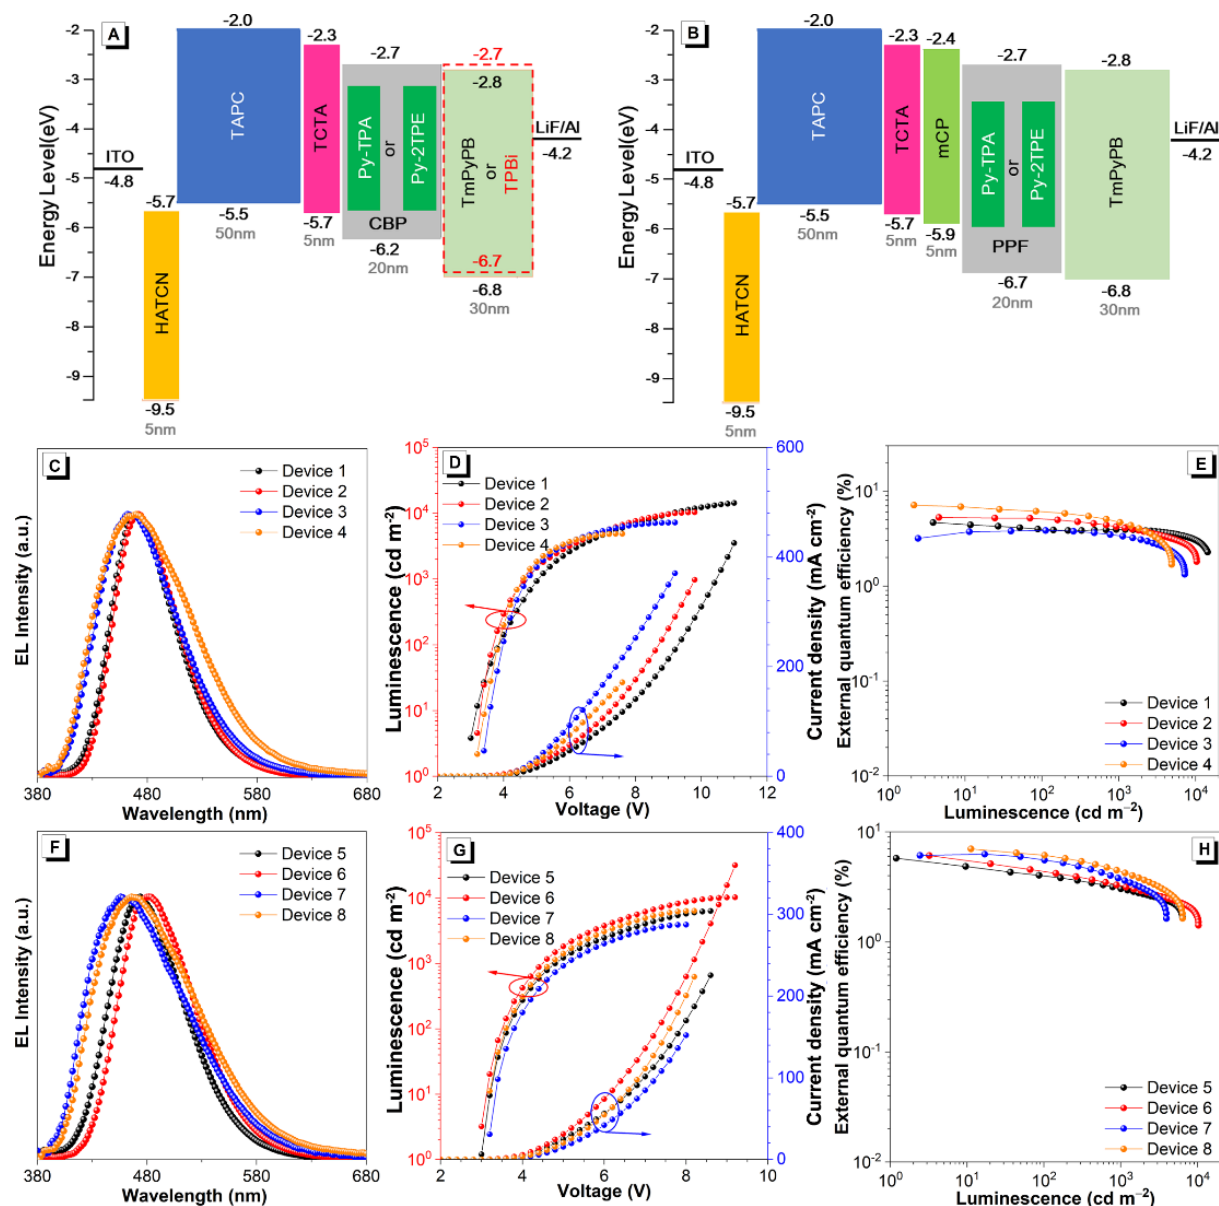 A
Energy Level(eV)
-2
-3
-4
-5
-6
-7
-8
-9
ITO
-4.8
-5.7
HATCN
-9.5
5nm
-2.0
TAPC
-5.5
50nm
-2.3
TCTA
-5.7
5nm
-2.7
Py-TPA
or
Py-2TPE
CBP
-6.2
20nm
-2.7
-2.8
TmPyPB
or
TPBi
-6.7
-6.8
30nm
LiF/Al
-4.2
B
Energy Level(eV)
-2
-3
-4
-5
-6
-7
-8
-9
ITO
-4.8
-5.7
HATCN
-9.5
5nm
-2.0
TAPC
-5.5
50nm
-2.3
TCTA
-5.7
5nm
-2.4
mCP
-5.9
5nm
-2.7
Py-TPA
or
Py-2TPE
PPF
-6.7
20nm
-2.8
TmPyPB
-6.8
30nm
LiF/Al
-4.2
C
Device 1
Device 2
Device 3
Device 4
EL Intensity (a.u.)
380 480 580 680
Wavelength (nm)
D
Device 1
Device 2
Device 3
Device 4
Luminescence (cd m⁻²)
10⁵
10⁴
10³
10²
10¹
10⁰
2 4 6 8 10 12
Voltage (V)
600
400
200
0
Current density (mA cm⁻²)
E
External quantum efficiency (%)
10¹
10⁰
10⁻¹
10⁻²
Device 1
Device 2
Device 3
Device 4
10⁰ 10¹ 10² 10³ 10⁴
Luminescence (cd m⁻²)
F
Device 5
Device 6
Device 7
Device 8
EL Intensity (a.u.)
380 480 580 680
Wavelength (nm)
G
Device 5
Device 6
Device 7
Device 8
Luminescence (cd m⁻²)
10⁵
10⁴
10³
10²
10¹
10⁰
2 4 6 8 10
Voltage (V)
400
300
200
100
0
Current density (mA cm⁻²)
H
External quantum efficiency (%)
10¹
10⁰
10⁻¹
10⁻²
Device 5
Device 6
Device 7
Device 8
10⁰ 10¹ 10² 10³ 10⁴
Luminescence (cd m⁻²)